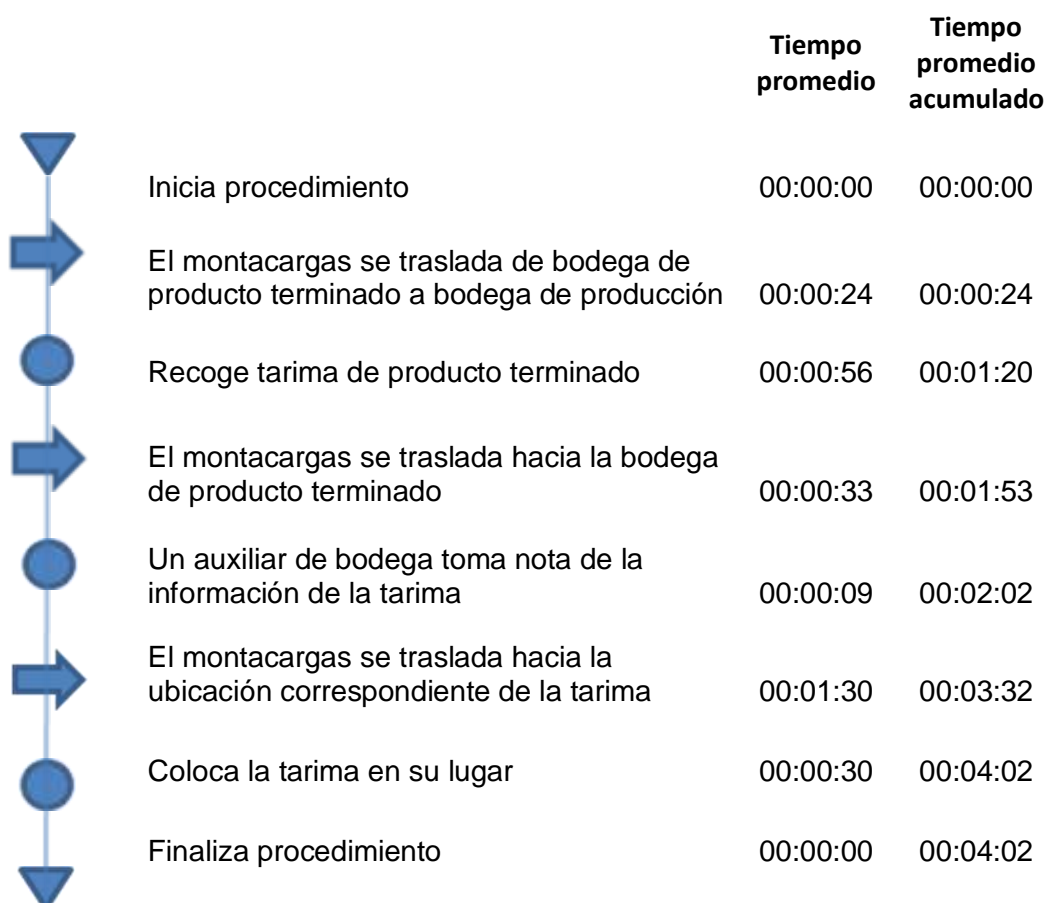 Tiempo promedio
Tiempo promedio acumulado
Inicia procedimiento 00:00:00 00:00:00
El montacargas se traslada de bodega de
producto terminado a bodega de producción 00:00:24 00:00:24
Recoge tarima de producto terminado 00:00:56 00:01:20
El montacargas se traslada hacia la bodega
de producto terminado 00:00:33 00:01:53
Un auxiliar de bodega toma nota de la
información de la tarima 00:00:09 00:02:02
El montacargas se traslada hacia la
ubicación correspondiente de la tarima 00:01:30 00:03:32
Coloca la tarima en su lugar 00:00:30 00:04:02
Finaliza procedimiento 00:00:00 00:04:02